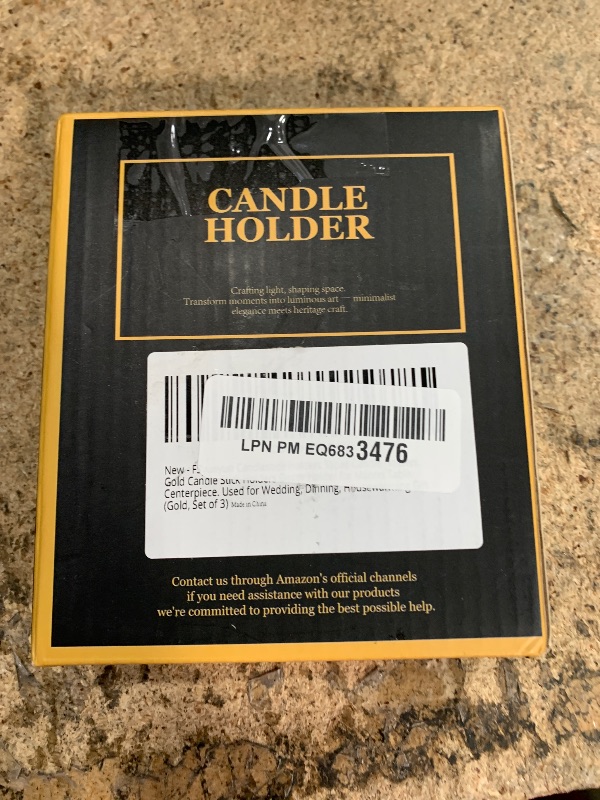 CANDLE
HOLDER
Crafting light, shaping space.
Transform moments into luminous art — minimalist
elegance meets heritage craft.
LPN PM EQ6833476
New -
Gold Candle Stick
Centerpiece. Used for Wedding, Dinning,
(Gold, Set of 3) Made in China
Contact us through Amazon's official channels
if you need assistance with our products
we're committed to providing the best possible help.